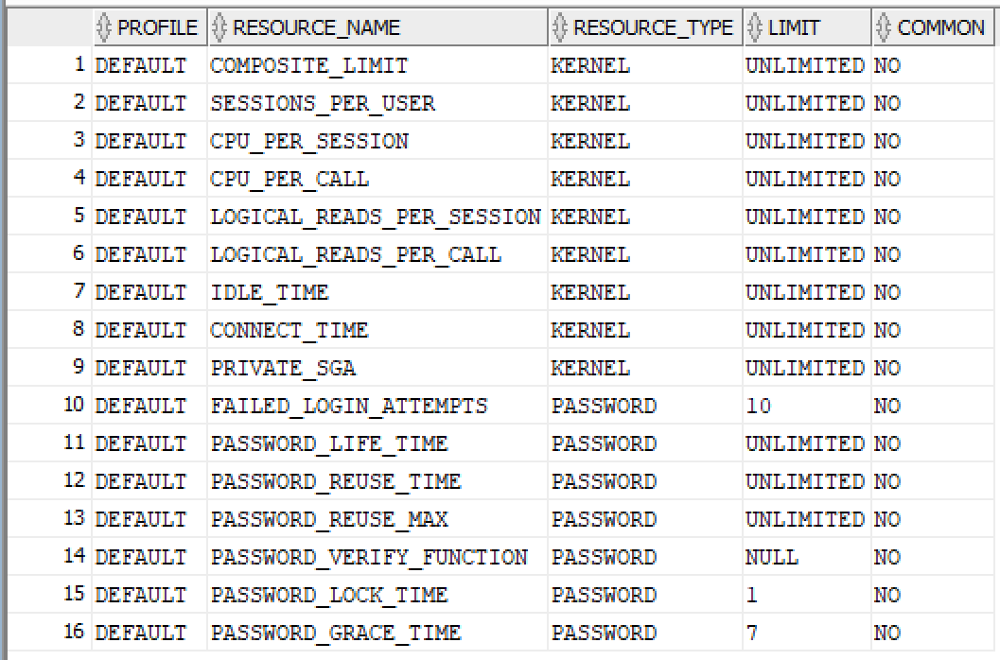 PROFILE RESOURCE_NAME RESOURCE_TYPE LIMIT COMMON
1 DEFAULT COMPOSITE_LIMIT KERNEL UNLIMITED NO
2 DEFAULT SESSIONS_PER_USER KERNEL UNLIMITED NO
3 DEFAULT CPU_PER_SESSION KERNEL UNLIMITED NO
4 DEFAULT CPU_PER_CALL KERNEL UNLIMITED NO
5 DEFAULT LOGICAL_READS_PER_SESSION KERNEL UNLIMITED NO
6 DEFAULT LOGICAL_READS_PER_CALL KERNEL UNLIMITED NO
7 DEFAULT IDLE_TIME KERNEL UNLIMITED NO
8 DEFAULT CONNECT_TIME KERNEL UNLIMITED NO
9 DEFAULT PRIVATE_SGA KERNEL UNLIMITED NO
10 DEFAULT FAILED_LOGIN_ATTEMPTS PASSWORD 10 NO
11 DEFAULT PASSWORD_LIFE_TIME PASSWORD UNLIMITED NO
12 DEFAULT PASSWORD_REUSE_TIME PASSWORD UNLIMITED NO
13 DEFAULT PASSWORD_REUSE_MAX PASSWORD UNLIMITED NO
14 DEFAULT PASSWORD_VERIFY_FUNCTION PASSWORD NULL NO
15 DEFAULT PASSWORD_LOCK_TIME PASSWORD 1 NO
16 DEFAULT PASSWORD_GRACE_TIME PASSWORD 7 NO